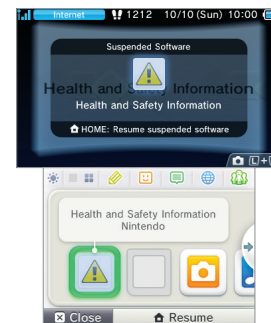 Internet 1212 10/10 (Sun) 10:00
Suspended Software
Health and Safety Information
Health and Safety Information
HOME: Resume suspended software
Health and Safety Information
Nintendo
Close Resume